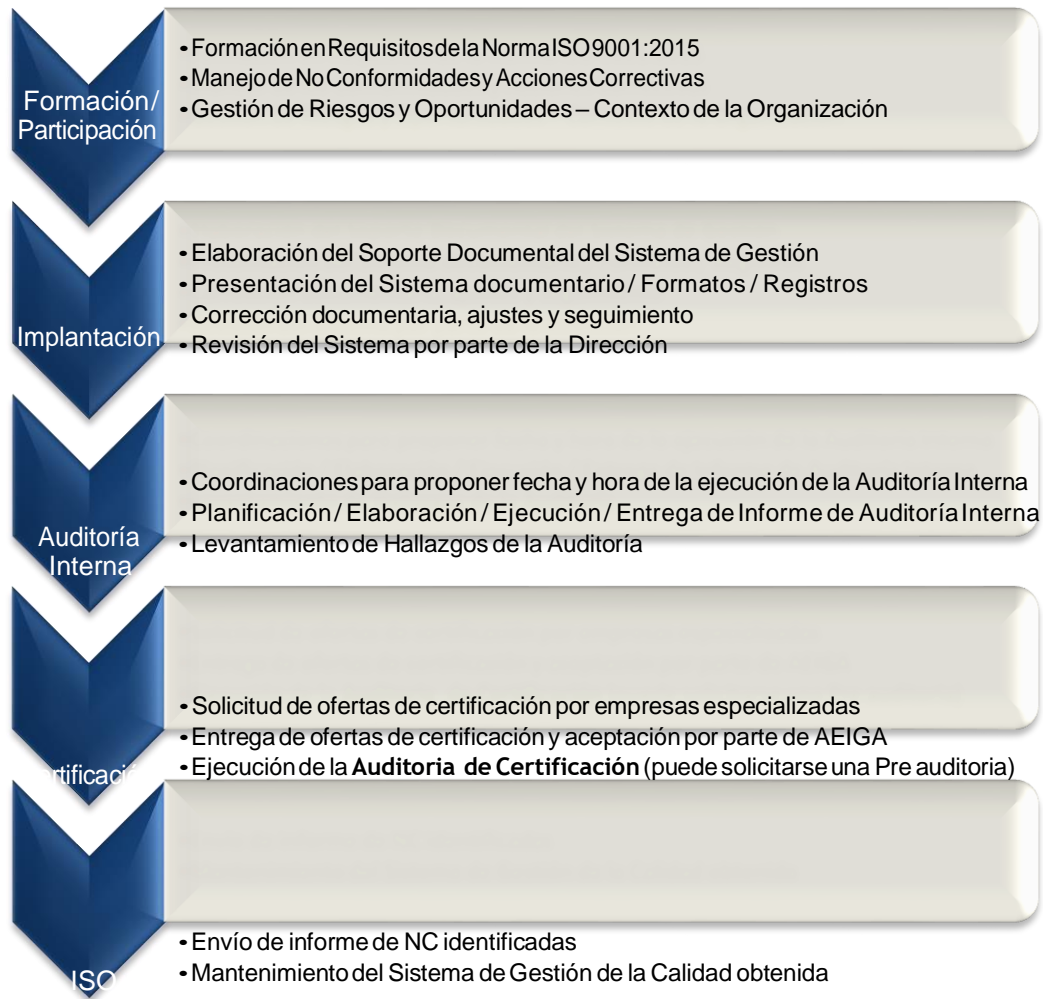 Formación/
Participación
•Formación en Requisitos de la Norma ISO 9001:2015
•Manejo de No Conformidades y Acciones Correctivas
•Gestión de Riesgos y Oportunidades – Contexto de la Organización
Implantación
•Elaboración del Soporte Documental del Sistema de Gestión
•Presentación del Sistema documentario / Formatos / Registros
•Corrección documentaria, ajustes y seguimiento
•Revisión del Sistema por parte de la Dirección
Auditoría
Interna
•Coordinaciones para proponer fecha y hora de la ejecución de la Auditoría Interna
•Planificación / Elaboración / Ejecución / Entrega de Informe de Auditoría Interna
•Levantamiento de Hallazgos de la Auditoría
rtificació
•Solicitud de ofertas de certificación por empresas especializadas
•Entrega de ofertas de certificación y aceptación por parte de AEIGA
•Ejecución de la Auditoria de Certificación (puede solicitarse una Pre auditoria)
ISO
•Envío de informe de NC identificadas
•Mantenimiento del Sistema de Gestión de la Calidad obtenida